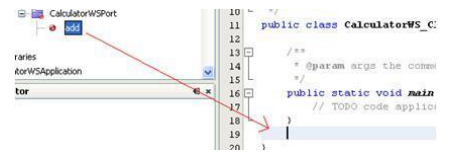 CalculatorWSPort
add
raries
torWSApplication
tor
10 */
11 public class CalculatorWS_C
12
13 /**
14 * @param args the comm
15 */
16 public static void main
17 // TODO code applic
18 }
19
20 }